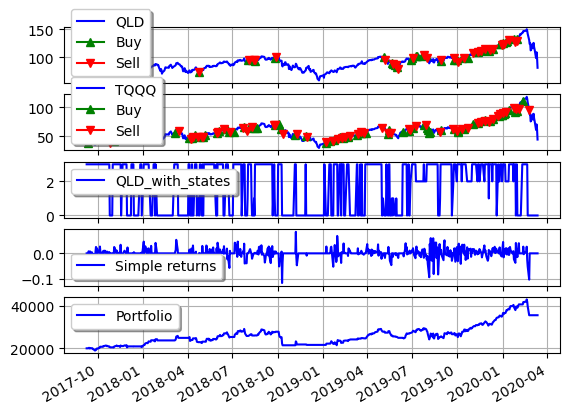 150
100
QLD
Buy
Sell
100
50
TQQQ
Buy
Sell
2
0
QLD_with_states
0.0
−0.1
Simple returns
40000
20000
Portfolio
2017-10
2018-01
2018-04
2018-07
2018-10
2019-01
2019-04
2019-07
2019-10
2020-01
2020-04